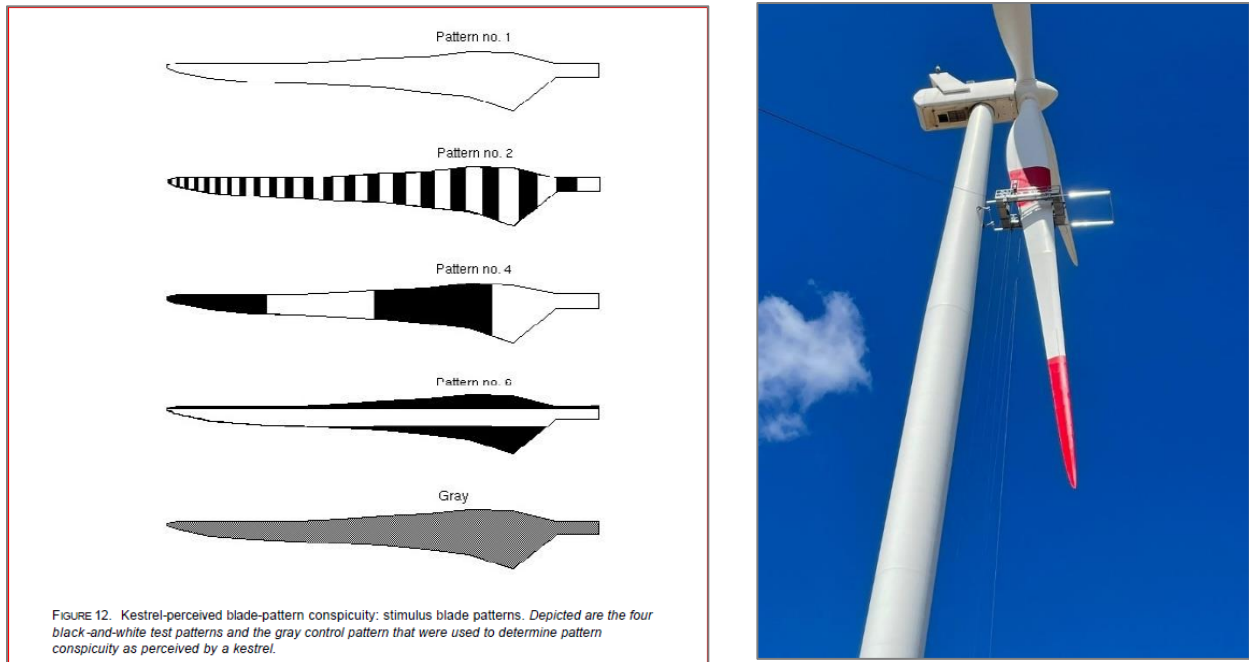 Pattern no. 1
Pattern no. 2
Pattern no. 4
Pattern no. 6
Gray
FIGURE 12. Kestrel-perceived blade-pattern conspicuity: stimulus blade patterns. Depicted are the four
black-and-white test patterns and the gray control pattern that were used to determine pattern
conspicuity as perceived by a kestrel.